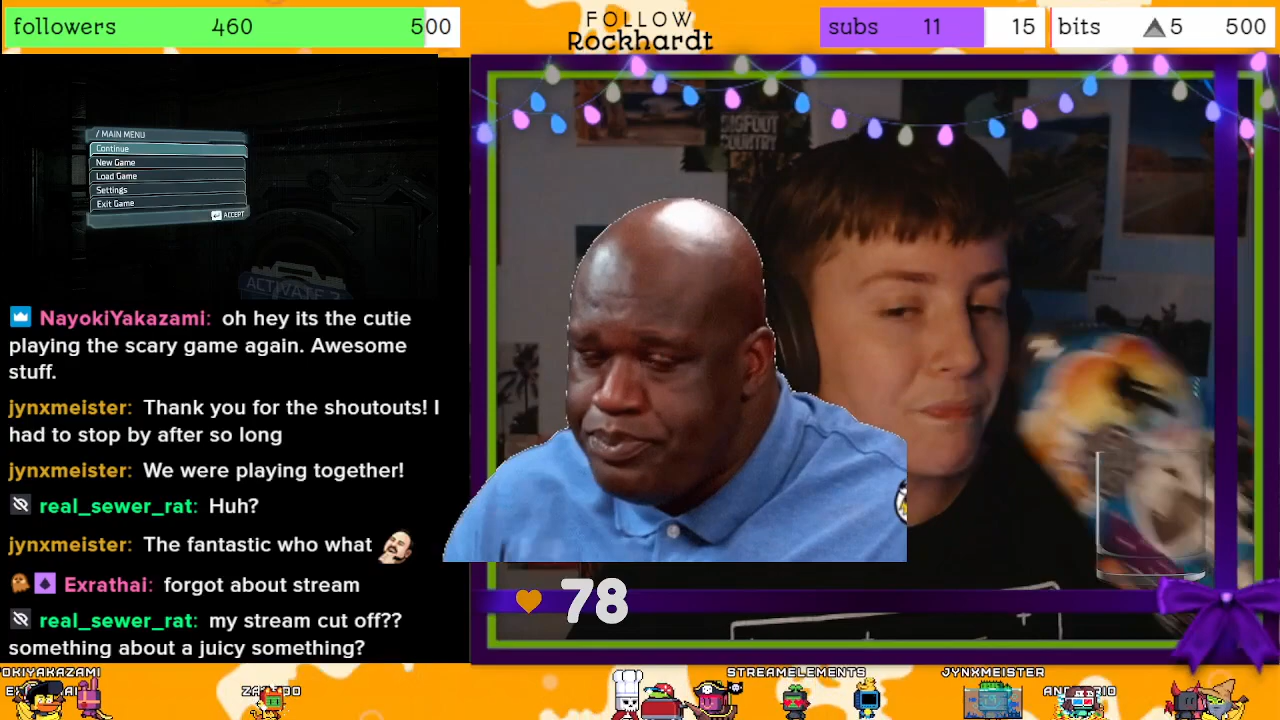 followers 460 500
FOLLOW
Rockhardt
subs 11 15
bits 5 500
/ MAIN MENU
Continue
New Game
Load Game
Settings
Exit Game
ACCEPT
ACTIVATE ?
BIGFOOT
COUNTRY
NayokiYakazami: oh hey its the cutie
playing the scary game again. Awesome
stuff.
jynxmeister: Thank you for the shoutouts! I
had to stop by after so long
jynxmeister: We were playing together!
real_sewer_rat: Huh?
jynxmeister: The fantastic who what
Exrathai: forgot about stream
real_sewer_rat: my stream cut off??
something about a juicy something?
78
OKIYAKAZAMI
STREAMELEMENTS
JYNXMEISTER